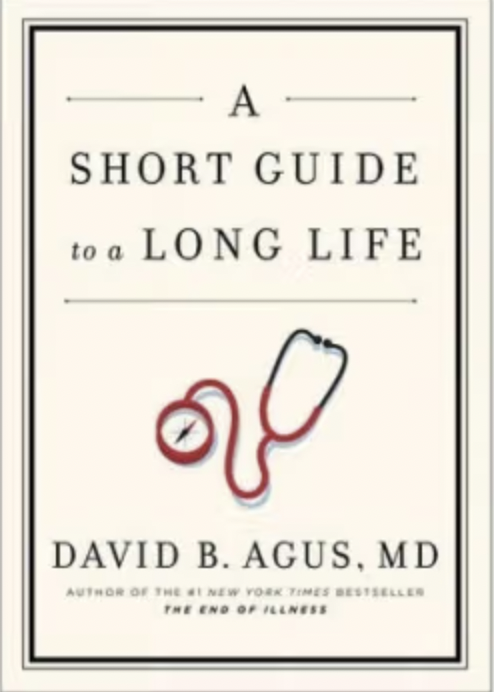 A
SHORT GUIDE
to a LONG LIFE
DAVID B. AGUS, MD
AUTHOR OF THE #1 NEW YORK TIMES BESTSELLER
THE END OF ILLNESS